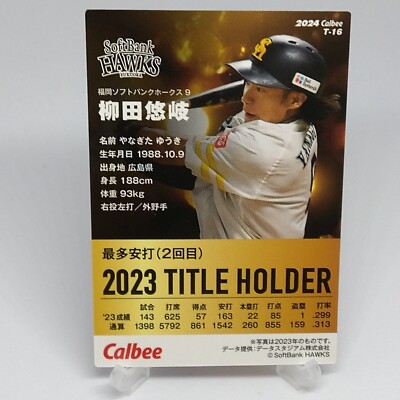 2024 Calbee
T-16
SoftBank
HAWKS
FUKUOKA
福岡ソフトバンクホークス 9
柳田悠岐
名前 やなぎた ゆうき
生年月日 1988.10.9
出身地 広島県
身長 188cm
体重 93kg
右投左打/外野手
最多安打(2回目)
2023 TITLE HOLDER
試合 打席 得点 安打 本塁打 打点 盗塁 打率
'23成績 143 625 57 163 22 85 1 .299
通算 1398 5792 861 1542 260 855 159 .313
Calbee
※写真は2023年のものです。
データ提供:データスタジアム株式会社
© SoftBank HAWKS